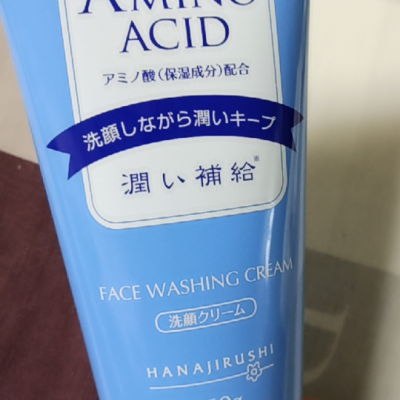 AMINO
ACID
アミノ酸（保湿成分）配合
洗顔しながら潤いキープ
潤い補給※
FACE WASHING CREAM
洗顔クリーム
HANAJIRUSHI